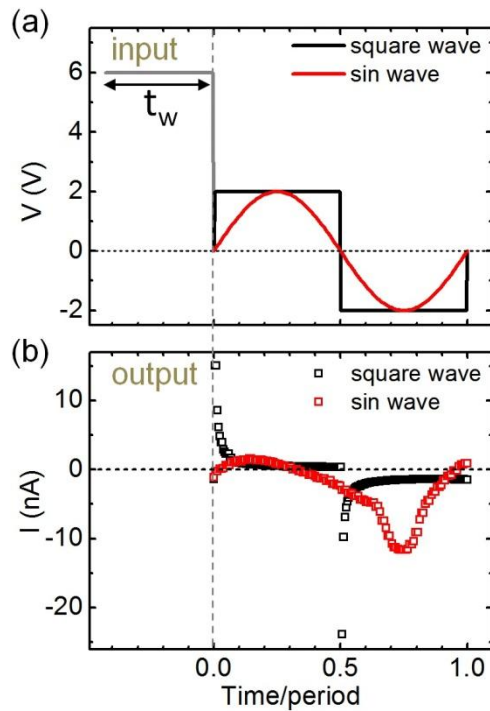 (a)
input
square wave
sin wave
t_w
V (V)
6
4
2
0
-2
(b)
output
square wave
sin wave
I (nA)
10
0
-10
-20
0.0
0.5
1.0
Time/period